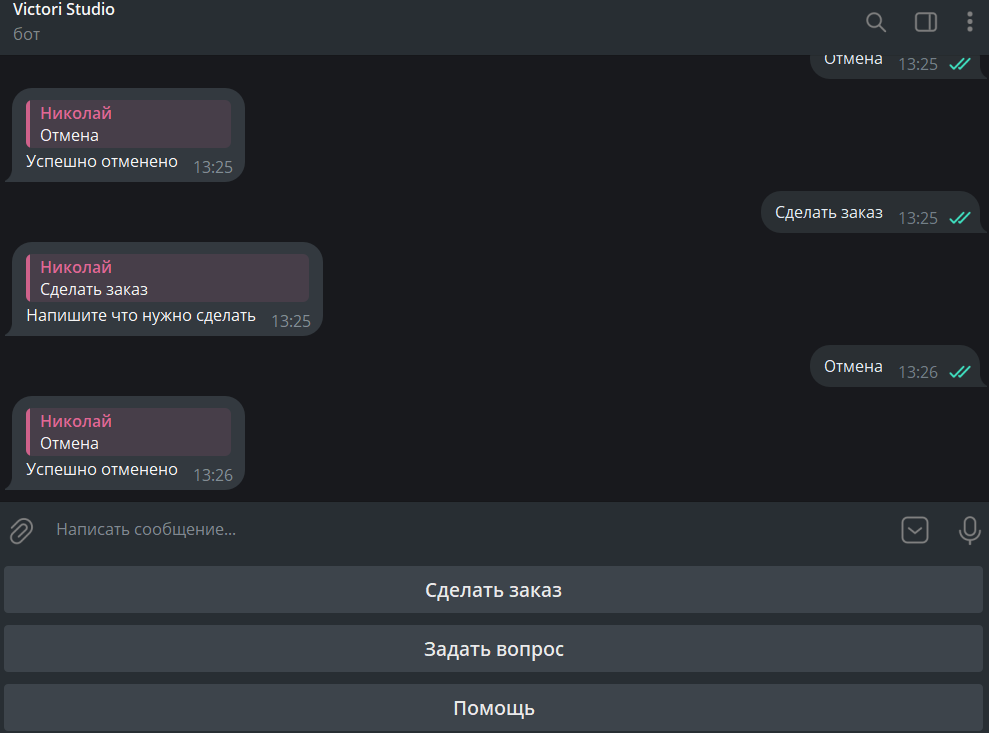 Victori Studio
бот
Отмена 13:25
Николай
Отмена
Успешно отменено 13:25
Сделать заказ 13:25
Николай
Сделать заказ
Напишите что нужно сделать 13:25
Отмена 13:26
Николай
Отмена
Успешно отменено 13:26
Написать сообщение...
Сделать заказ
Задать вопрос
Помощь